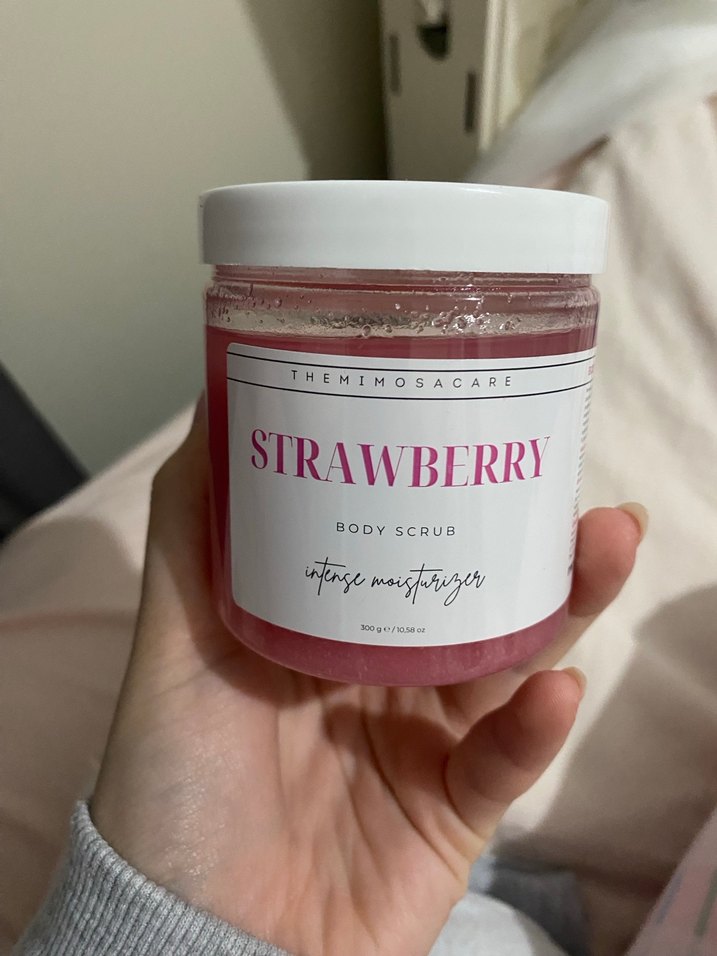 THEMIMOSACARE
STRAWBERRY
BODY SCRUB
intense moisturizer
300 g ℮ / 10,58 oz